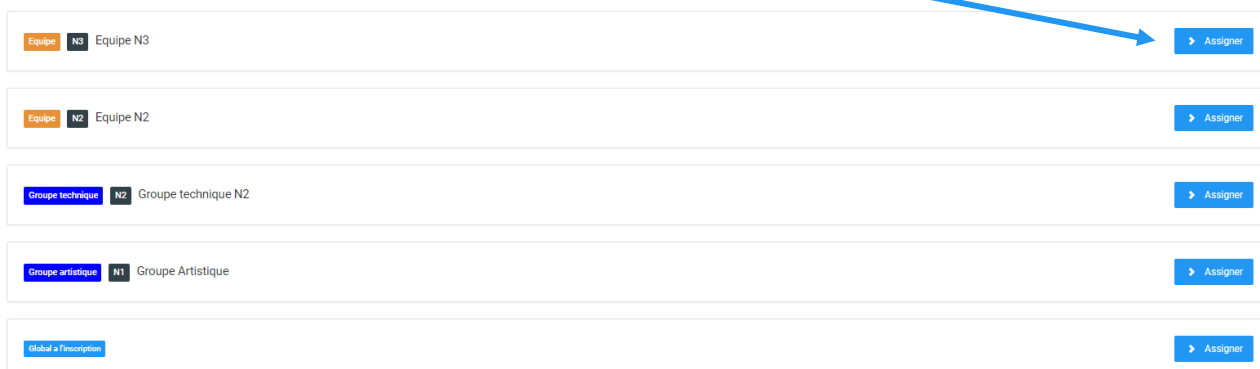 Equipe N3 Equipe N3 Assigner
Equipe N2 Equipe N2 Assigner
Groupe technique N2 Groupe technique N2 Assigner
Groupe artistique N1 Groupe Artistique Assigner
Global a l'inscription Assigner